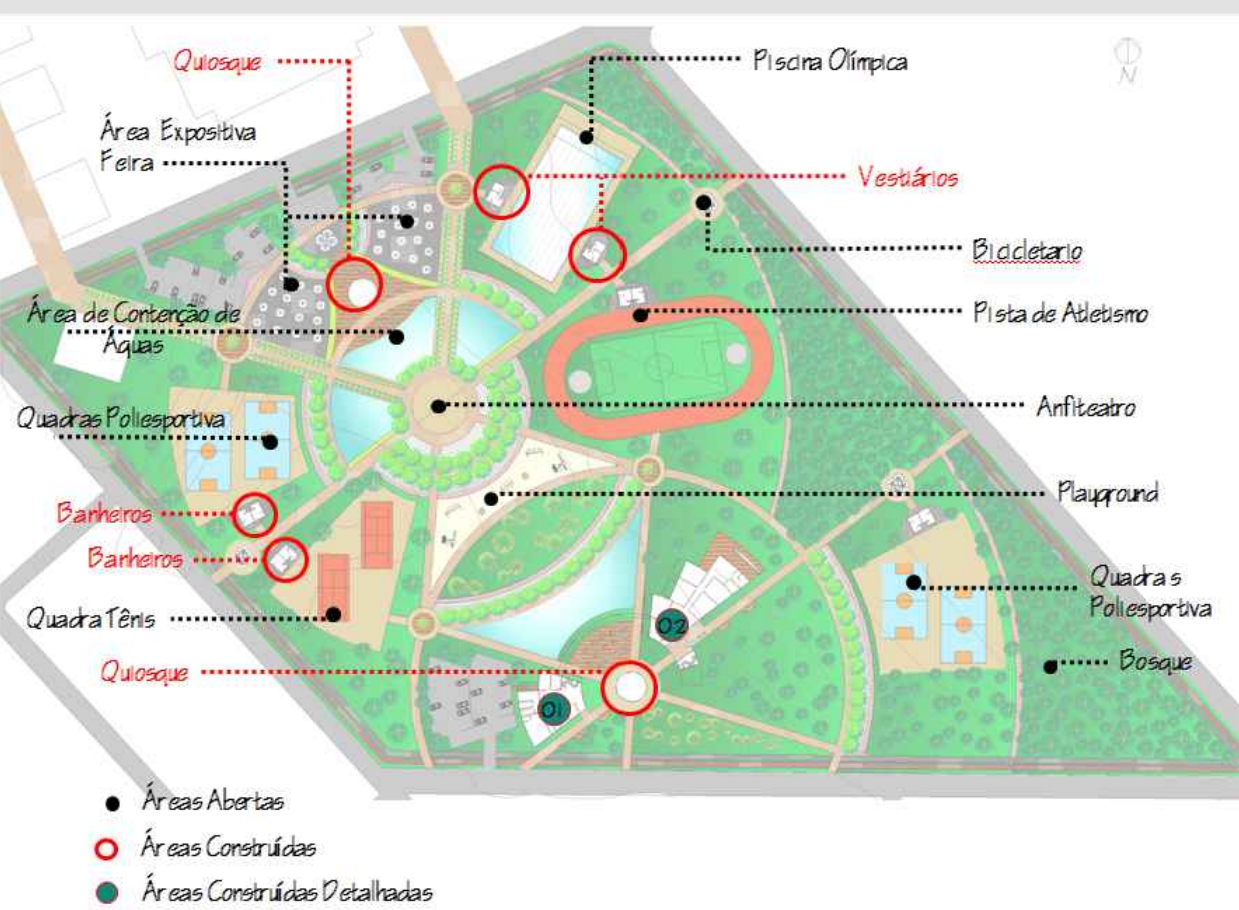 Quiosque
Piscina Olímpica
Área Expositiva
Feira
Vestiários
Bicicletario
Área de Contenção de
Águas
Pista de Atletismo
Anfiteatro
Quadras Poliesportiva
Playground
Banheiros
Banheiros
Quadra Tênis
Quadras
Poliesportiva
Quiosque
Bosque
02
01
N
Áreas Abertas
Áreas Construídas
Áreas Construídas Detalhadas